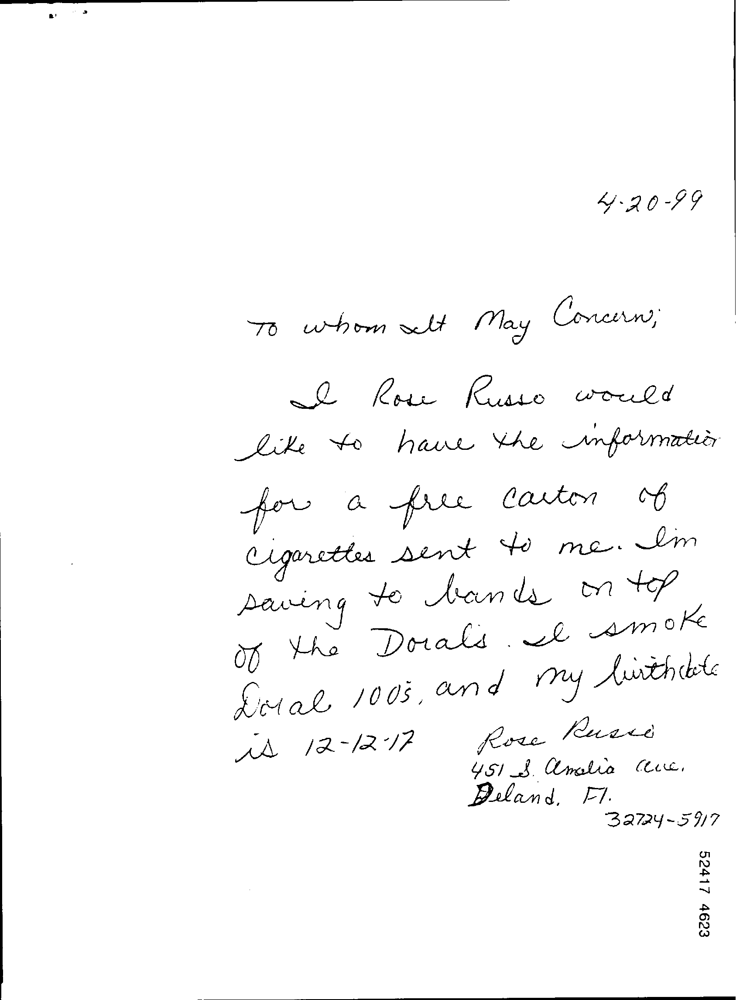 4-20-99
To whom It May Concern;
I Rose Russo would
like to have the information
for a free carton of
cigarettes sent to me. Im
saving to bands on top
of the Dorals. I smoke
Doral 100's, and my birthdate
is 12-12-17
Rose Russo
451 S. Amelia Ave.
Deland, Fl.
32724-5917
52417 4623